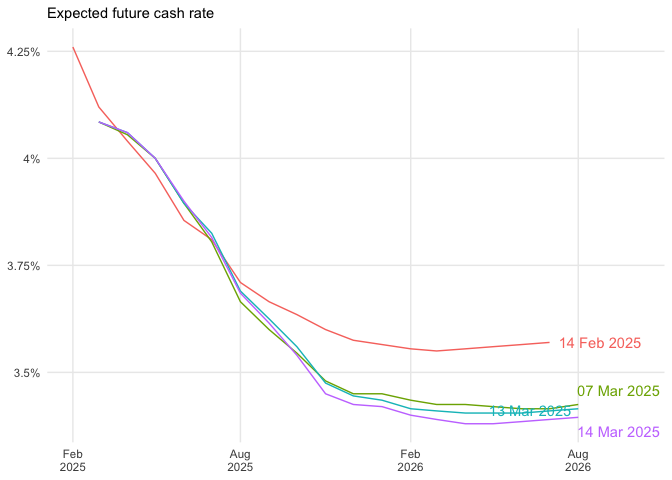 Expected future cash rate
4.25%
4%
3.75%
3.5%
14 Feb 2025
07 Mar 2025
13 Mar 2025
14 Mar 2025
Feb
2025
Aug
2025
Feb
2026
Aug
2026